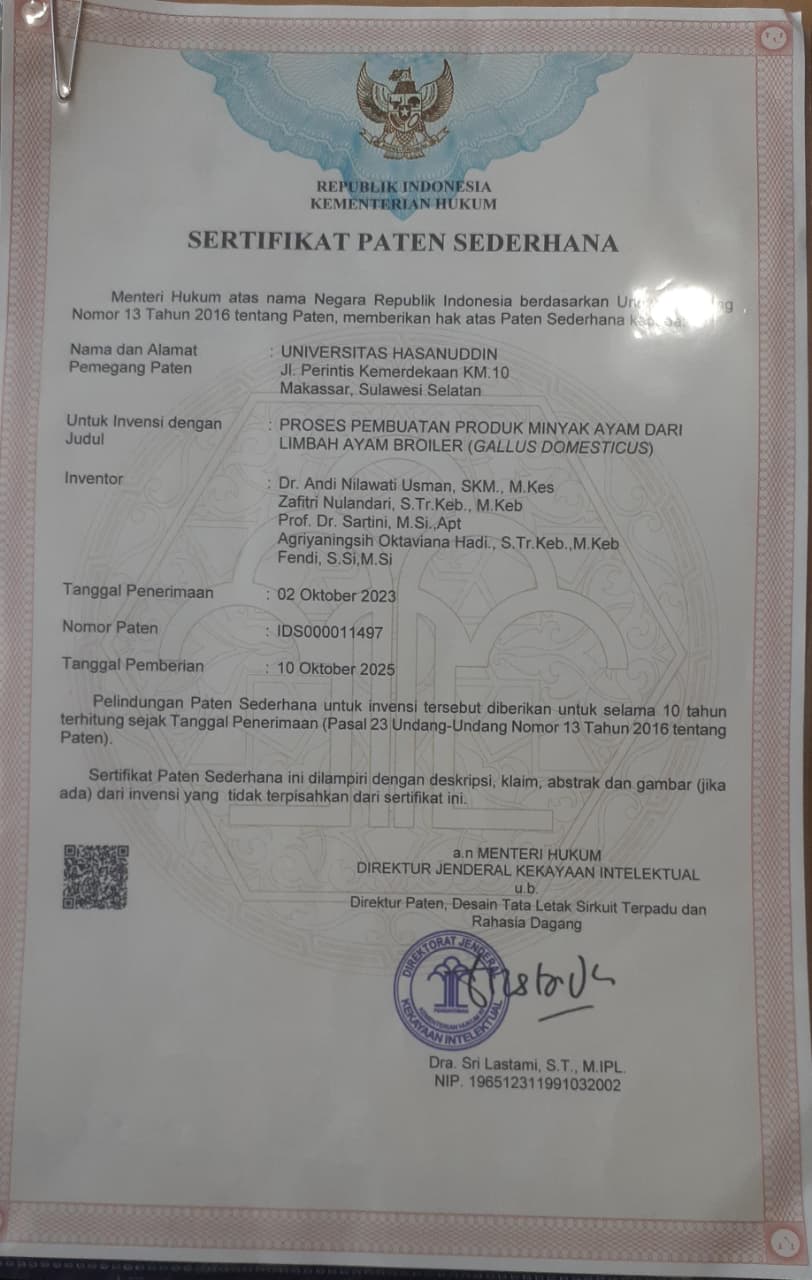 REPUBLIK INDONESIA
KEMENTERIAN HUKUM
SERTIFIKAT PATEN SEDERHANA
Menteri Hukum atas nama Negara Republik Indonesia berdasarkan
Nomor 13 Tahun 2016 tentang Paten, memberikan hak atas Paten Sederhana
Nama dan Alamat Pemegang Paten : UNIVERSITAS HASANUDDIN
Jl. Perintis Kemerdekaan KM.10
Makassar, Sulawesi Selatan
Untuk Invensi dengan Judul : PROSES PEMBUATAN PRODUK MINYAK AYAM DARI
LIMBAH AYAM BROILER (GALLUS DOMESTICUS)
Inventor : Dr. Andi Nilawati Usman, SKM., M.Kes
Zafitri Nulandari, S.Tr.Keb., M.Keb
Prof. Dr. Sartini, M.Si.,Apt
Agriyaningsih Oktaviana Hadi., S.Tr.Keb.,M.Keb
Fendi, S.Si,M.Si
Tanggal Penerimaan : 02 Oktober 2023
Nomor Paten : IDS000011497
Tanggal Pemberian : 10 Oktober 2025
Pelindungan Paten Sederhana untuk invensi tersebut diberikan untuk selama 10 tahun
terhitung sejak Tanggal Penerimaan (Pasal 23 Undang-Undang Nomor 13 Tahun 2016 tentang
Paten).
Sertifikat Paten Sederhana ini dilampiri dengan deskripsi, klaim, abstrak dan gambar (jika
ada) dari invensi yang tidak terpisahkan dari sertifikat ini.
a.n MENTERI HUKUM
DIREKTUR JENDERAL KEKAYAAN INTELEKTUAL
u.b.
Direktur Paten, Desain Tata Letak Sirkuit Terpadu dan
Rahasia Dagang
DIREKTORAT JENDERAL
KEKAYAAN INTELEKTUAL
Dra. Sri Lastami, S.T., M.IPL.
NIP. 196512311991032002